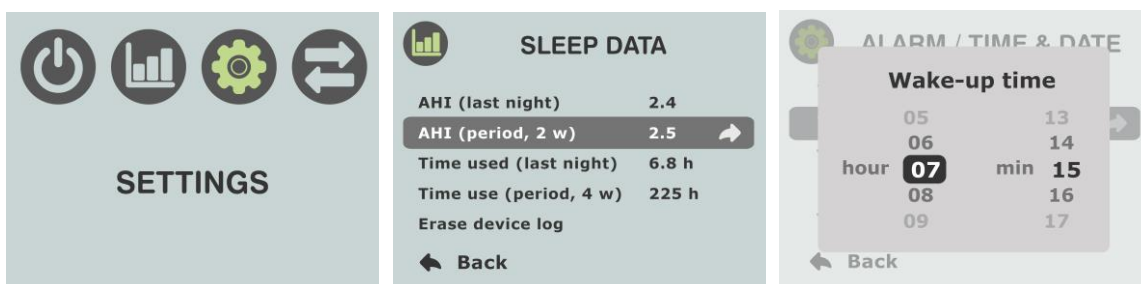 SETTINGS
SLEEP DATA
AHI (last night) 2.4
AHI (period, 2 w) 2.5
Time used (last night) 6.8 h
Time use (period, 4 w) 225 h
Erase device log
Back
ALARM / TIME & DATE
Wake-up time
05 13
06 14
hour 07 min 15
08 16
09 17
Back